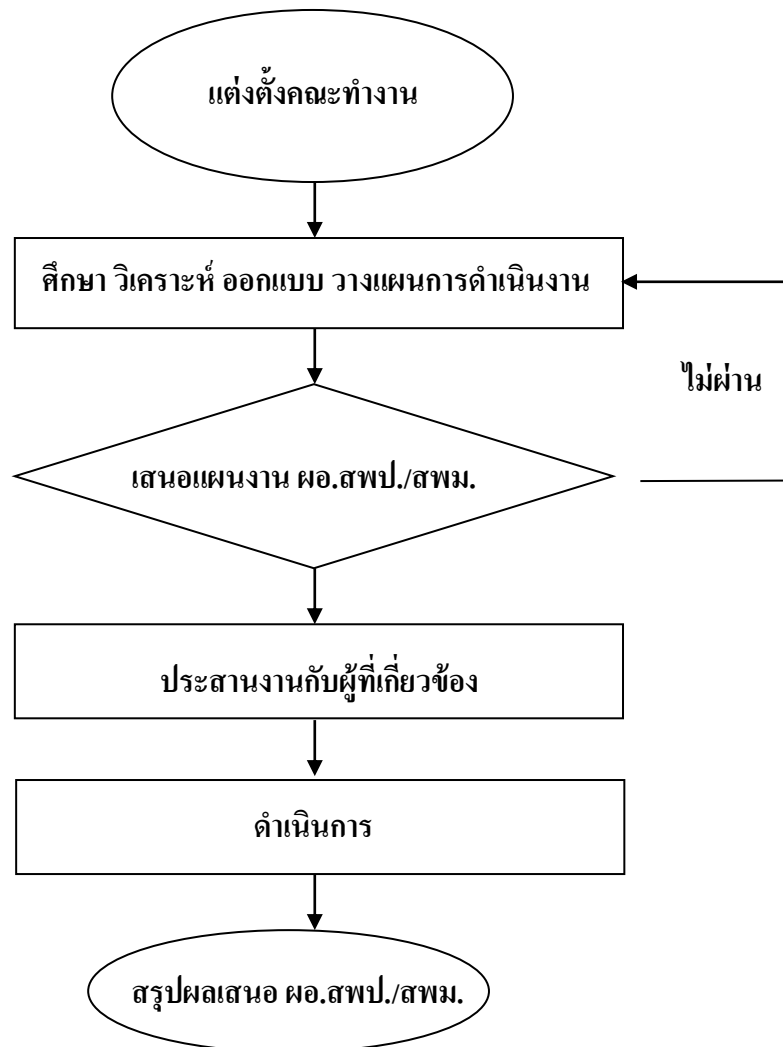 แต่งตั้งคณะทำงาน
ศึกษา วิเคราะห์ ออกแบบ วางแผนการดำเนินงาน
ไม่ผ่าน
เสนอแผนงาน ผอ.สพป./สพม.
ประสานงานกับผู้ที่เกี่ยวข้อง
ดำเนินการ
สรุปผลเสนอ ผอ.สพป./สพม.